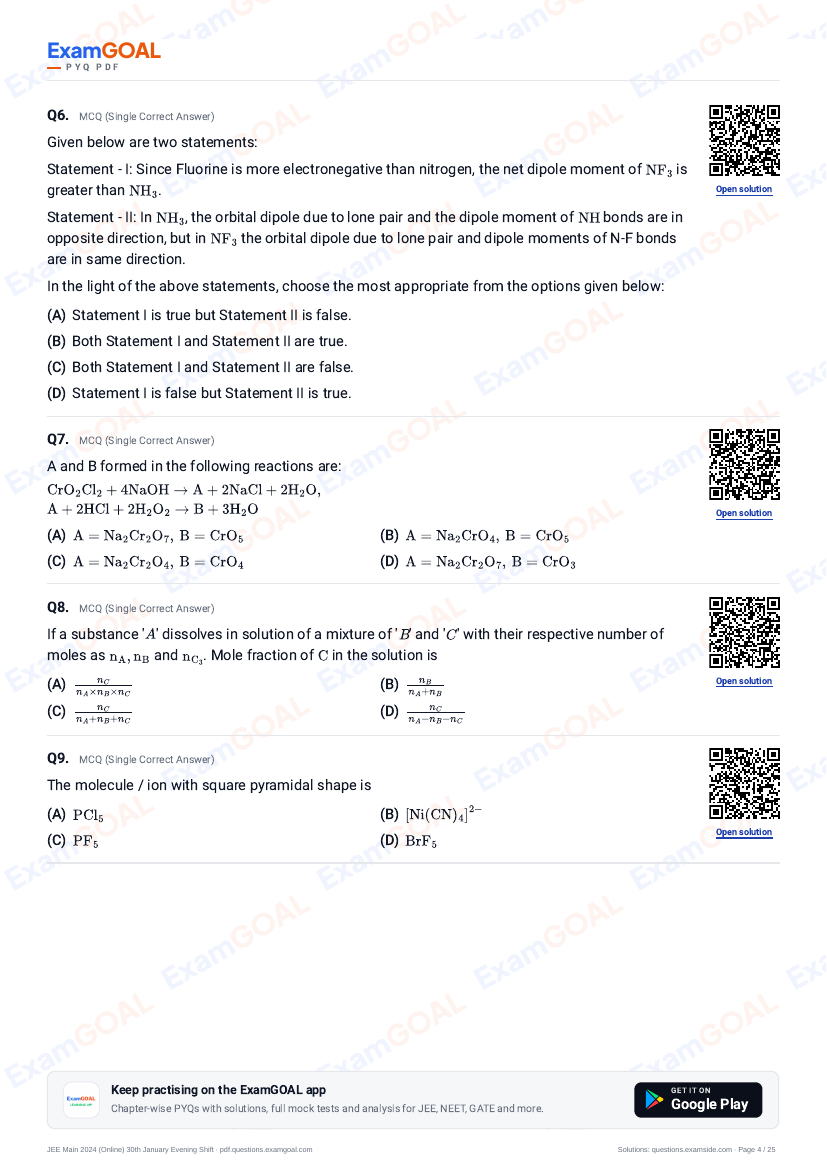 ExamGOAL
PYQ PDF
Q6. MCQ (Single Correct Answer)
Given below are two statements:
Statement - I: Since Fluorine is more electronegative than nitrogen, the net dipole moment of NF₃ is
greater than NH₃.
Statement - II: In NH₃, the orbital dipole due to lone pair and the dipole moment of NH bonds are in
opposite direction, but in NF₃ the orbital dipole due to lone pair and dipole moments of N-F bonds
are in same direction.
In the light of the above statements, choose the most appropriate from the options given below:
(A) Statement I is true but Statement II is false.
(B) Both Statement I and Statement II are true.
(C) Both Statement I and Statement II are false.
(D) Statement I is false but Statement II is true.
Open solution
Q7. MCQ (Single Correct Answer)
A and B formed in the following reactions are:
CrO₂Cl₂ + 4NaOH → A + 2NaCl + 2H₂O,
A + 2HCl + 2H₂O₂ → B + 3H₂O
(A) A = Na₂Cr₂O₇, B = CrO₅ (B) A = Na₂CrO₄, B = CrO₅
(C) A = Na₂Cr₂O₄, B = CrO₄ (D) A = Na₂Cr₂O₇, B = CrO₃
Open solution
Q8. MCQ (Single Correct Answer)
If a substance 'A' dissolves in solution of a mixture of 'B' and 'C' with their respective number of
moles as n_A, n_B and n_C₃. Mole fraction of C in the solution is
(A) n_C/(n_A×n_B×n_C) (B) n_B/(n_A+n_B)
(C) n_C/(n_A+n_B+n_C) (D) n_C/(n_A−n_B−n_C)
Open solution
Q9. MCQ (Single Correct Answer)
The molecule / ion with square pyramidal shape is
(A) PCl₅ (B) [Ni(CN)₄]²⁻
(C) PF₅ (D) BrF₅
Open solution
Keep practising on the ExamGOAL app
Chapter-wise PYQs with solutions, full mock tests and analysis for JEE, NEET, GATE and more.
GET IT ON
Google Play
JEE Main 2024 (Online) 30th January Evening Shift · pdf.questions.examgoal.com
Solutions: questions.examside.com · Page 4 / 25